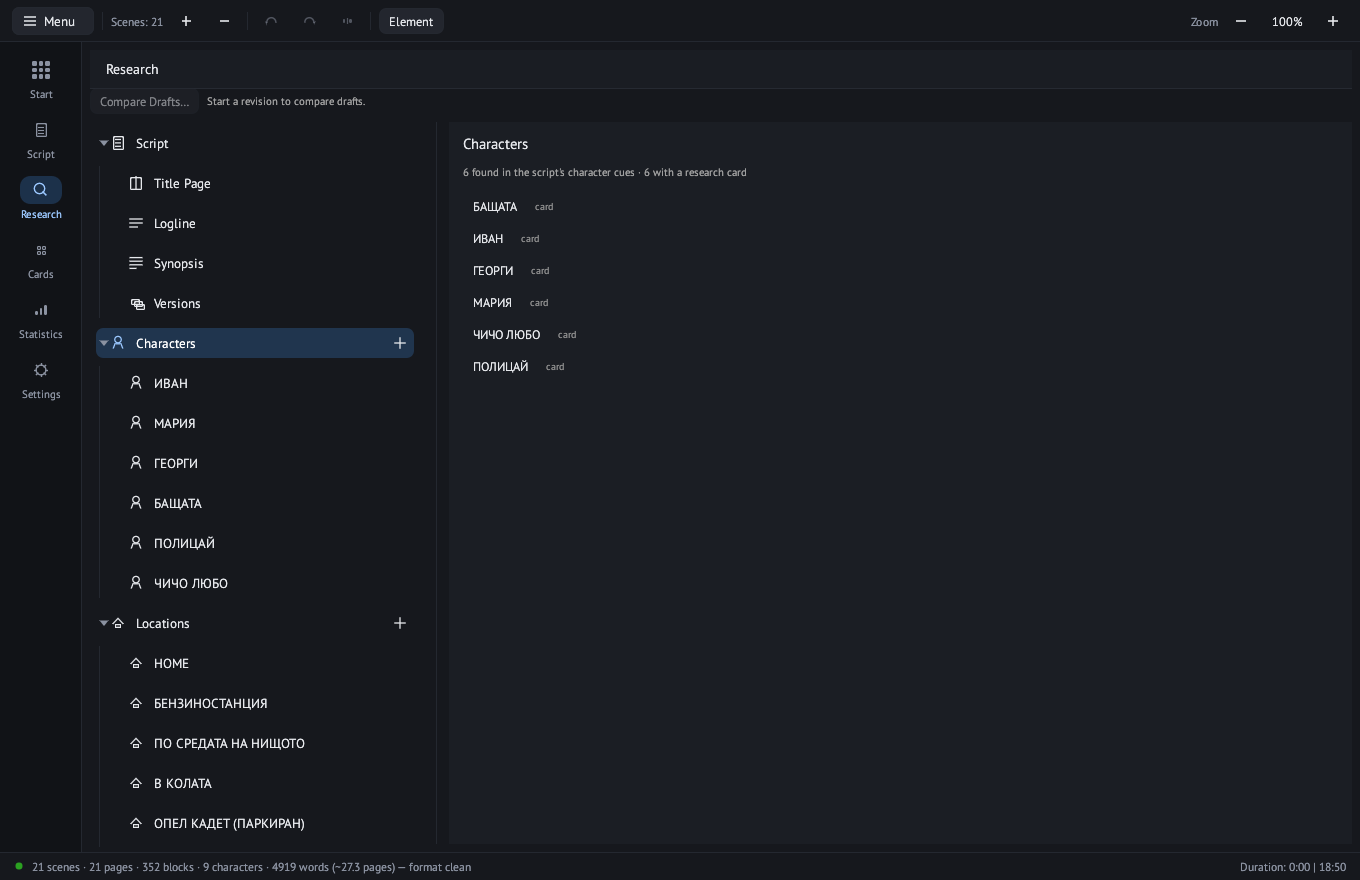 Menu
Scenes: 21
Element
Zoom
100%
Start
Script
Research
Cards
Statistics
Settings
Research
Compare Drafts...
Start a revision to compare drafts.
Script
Title Page
Logline
Synopsis
Versions
Characters
ИВАН
МАРИЯ
ГЕОРГИ
БАЩАТА
ПОЛИЦАЙ
ЧИЧО ЛЮБО
Locations
HOME
БЕНЗИНОСТАНЦИЯ
ПО СРЕДАТА НА НИЩОТО
В КОЛАТА
ОПЕЛ КАДЕТ (ПАРКИРАН)
Characters
6 found in the script's character cues · 6 with a research card
БАЩАТА card
ИВАН card
ГЕОРГИ card
МАРИЯ card
ЧИЧО ЛЮБО card
ПОЛИЦАЙ card
21 scenes · 21 pages · 352 blocks · 9 characters · 4919 words (~27.3 pages) — format clean
Duration: 0:00 | 18:50